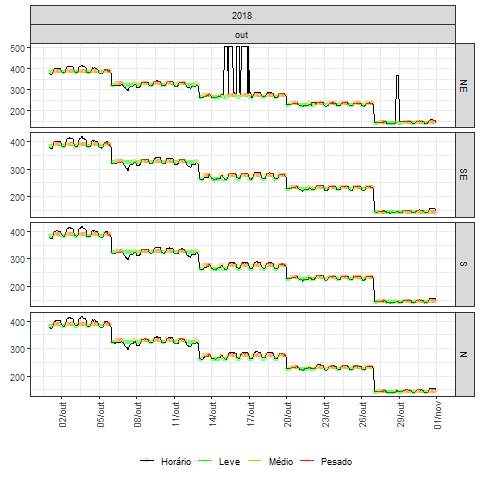 2018
out
500
400
300
200
NE
400
300
200
SE
400
300
200
S
400
300
200
N
02/out 05/out 08/out 11/out 14/out 17/out 20/out 23/out 26/out 29/out 01/nov
Horário Leve Médio Pesado